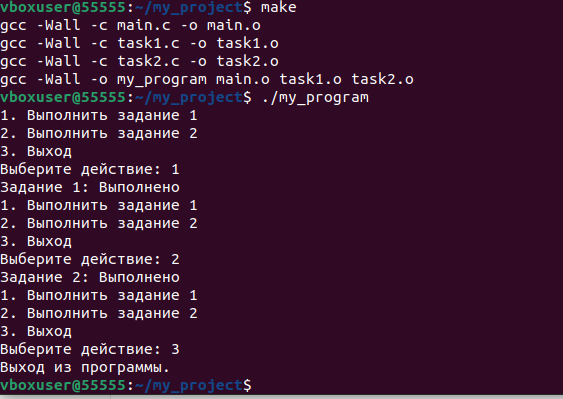 vboxuser@55555:~/my_project$ make
gcc -Wall -c main.c -o main.o
gcc -Wall -c task1.c -o task1.o
gcc -Wall -c task2.c -o task2.o
gcc -Wall -o my_program main.o task1.o task2.o
vboxuser@55555:~/my_project$ ./my_program
1. Выполнить задание 1
2. Выполнить задание 2
3. Выход
Выберите действие: 1
Задание 1: Выполнено
1. Выполнить задание 1
2. Выполнить задание 2
3. Выход
Выберите действие: 2
Задание 2: Выполнено
1. Выполнить задание 1
2. Выполнить задание 2
3. Выход
Выберите действие: 3
Выход из программы.
vboxuser@55555:~/my_project$